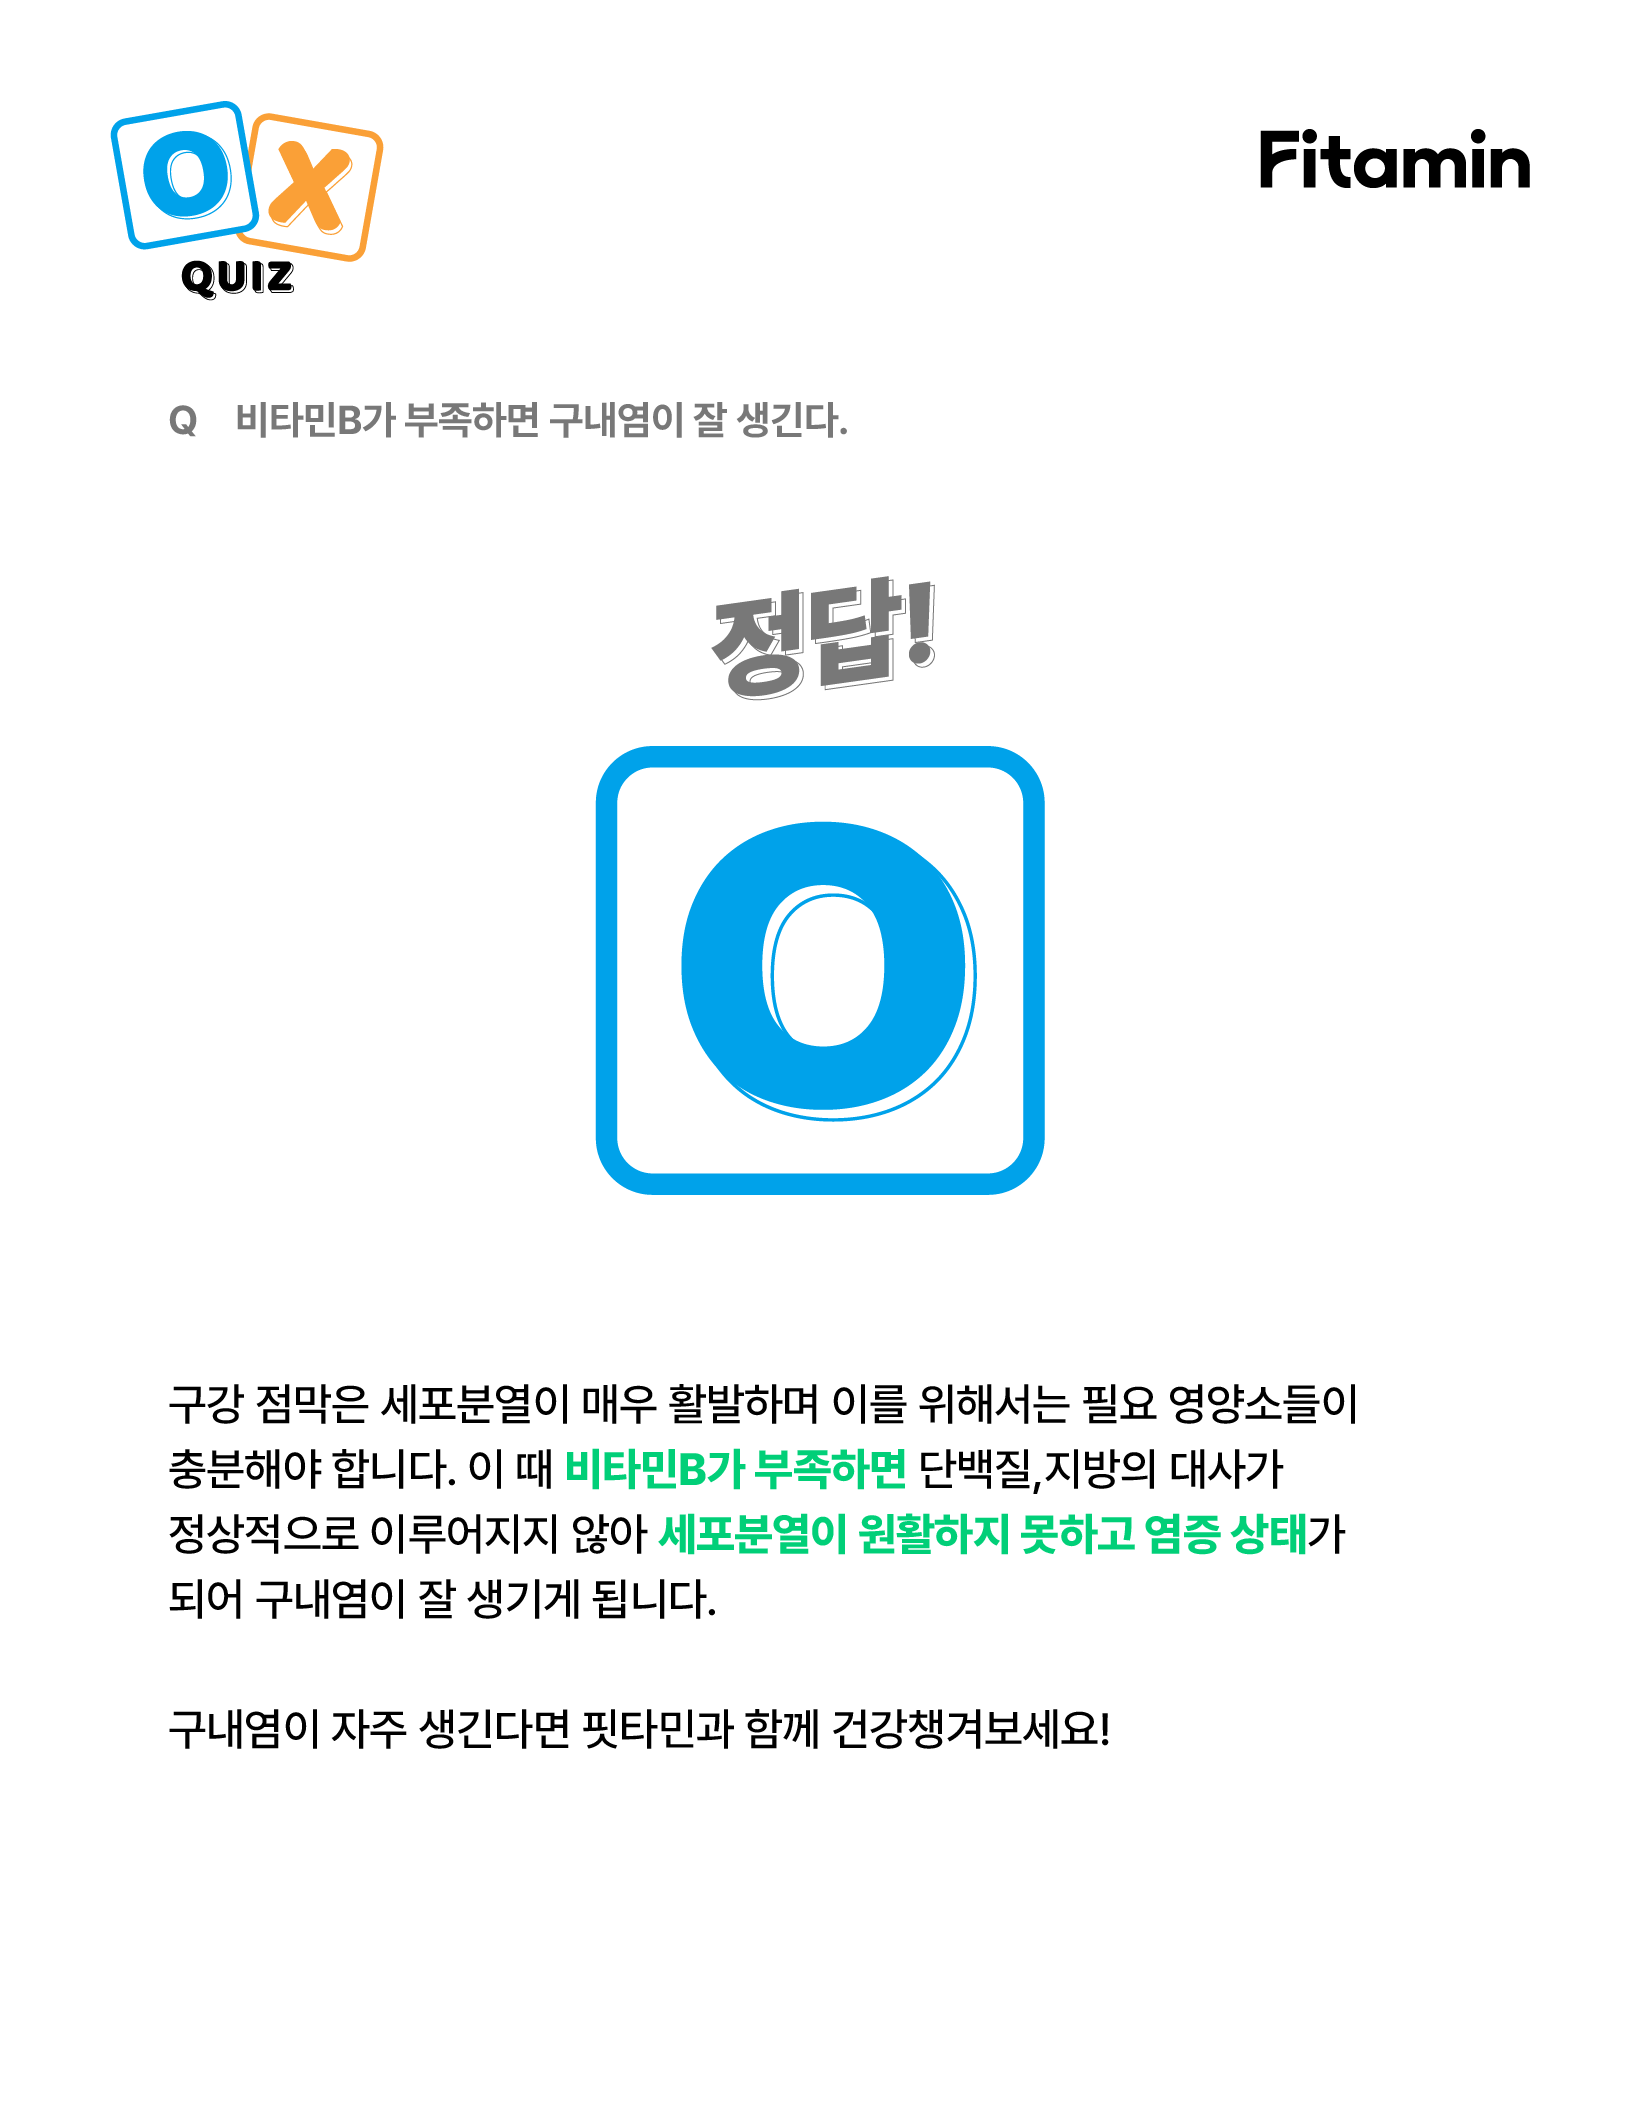 O X
QUIZ
Fitamin
Q 비타민B가 부족하면 구내염이 잘 생긴다.
정답!
O
구강 점막은 세포분열이 매우 활발하며 이를 위해서는 필요 영양소들이
충분해야 합니다. 이 때 비타민B가 부족하면 단백질,지방의 대사가
정상적으로 이루어지지 않아 세포분열이 원활하지 못하고 염증 상태가
되어 구내염이 잘 생기게 됩니다.
구내염이 자주 생긴다면 핏타민과 함께 건강챙겨보세요!